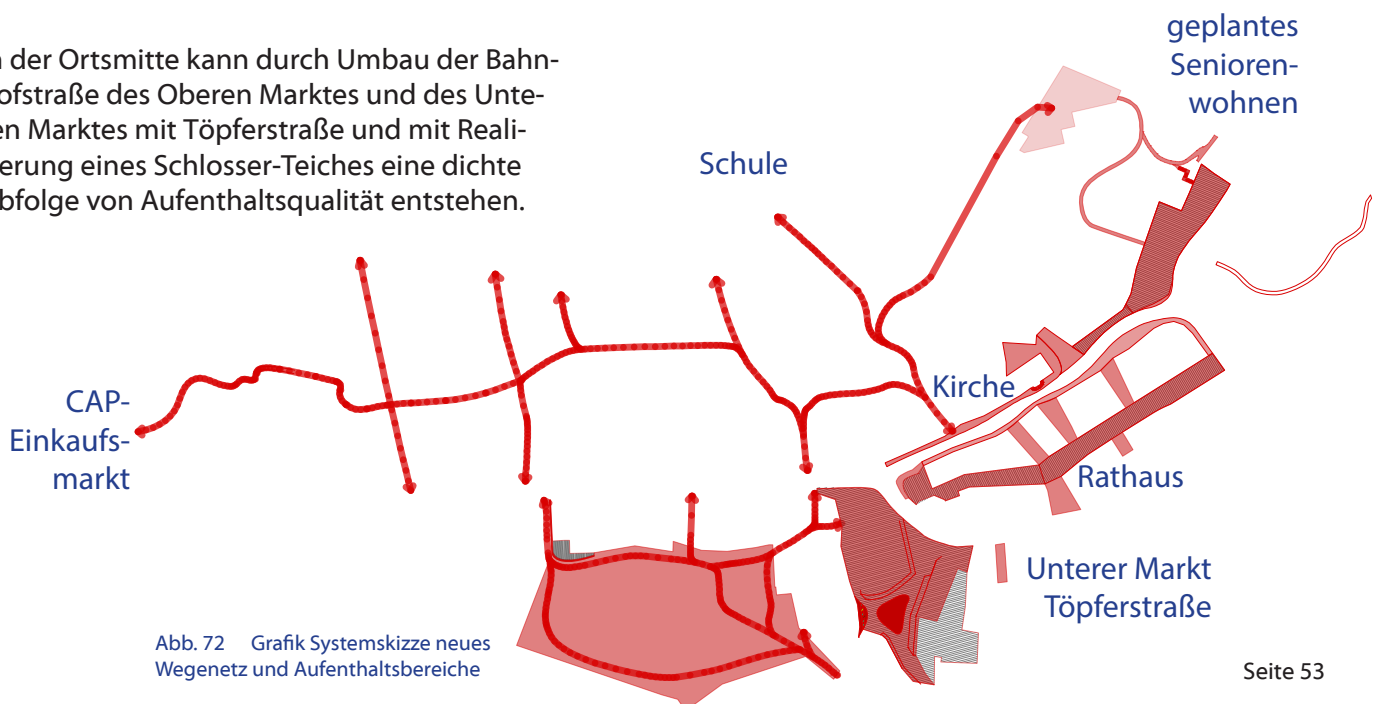 n der Ortsmitte kann durch Umbau der Bahn-
ofstraße des Oberen Marktes und des Unte-
en Marktes mit Töpferstraße und mit Reali-
erung eines Schlosser-Teiches eine dichte
bfolge von Aufenthaltsqualität entstehen.
geplantes
Senioren-
wohnen
Schule
Kirche
CAP-
Einkaufs-
markt
Rathaus
Unterer Markt
Töpferstraße
Abb. 72 Grafik Systemskizze neues
Wegenetz und Aufenthaltsbereiche
Seite 53